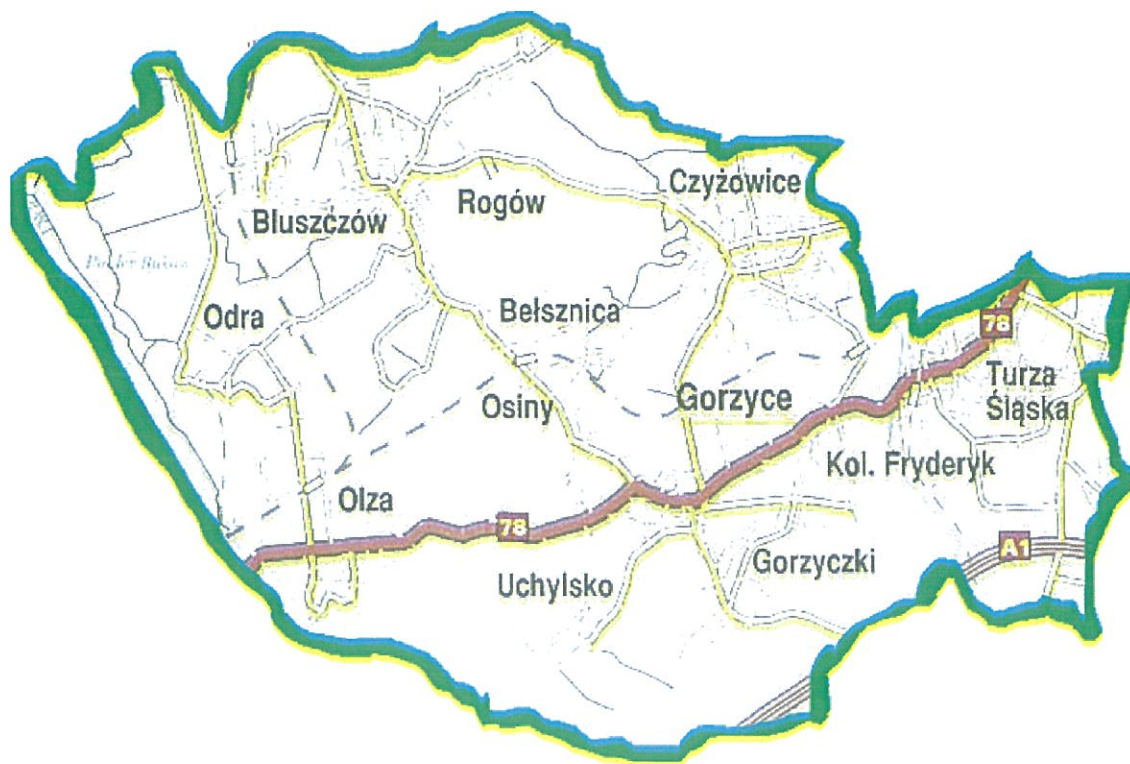 Czyżowice
Rogów
Bluszczów
Odra
Bełsznica
78
Turza
Śląska
Gorzyce
Osiny
Kol. Fryderyk
Olza
78
A1
Gorzyczki
Uchylsko